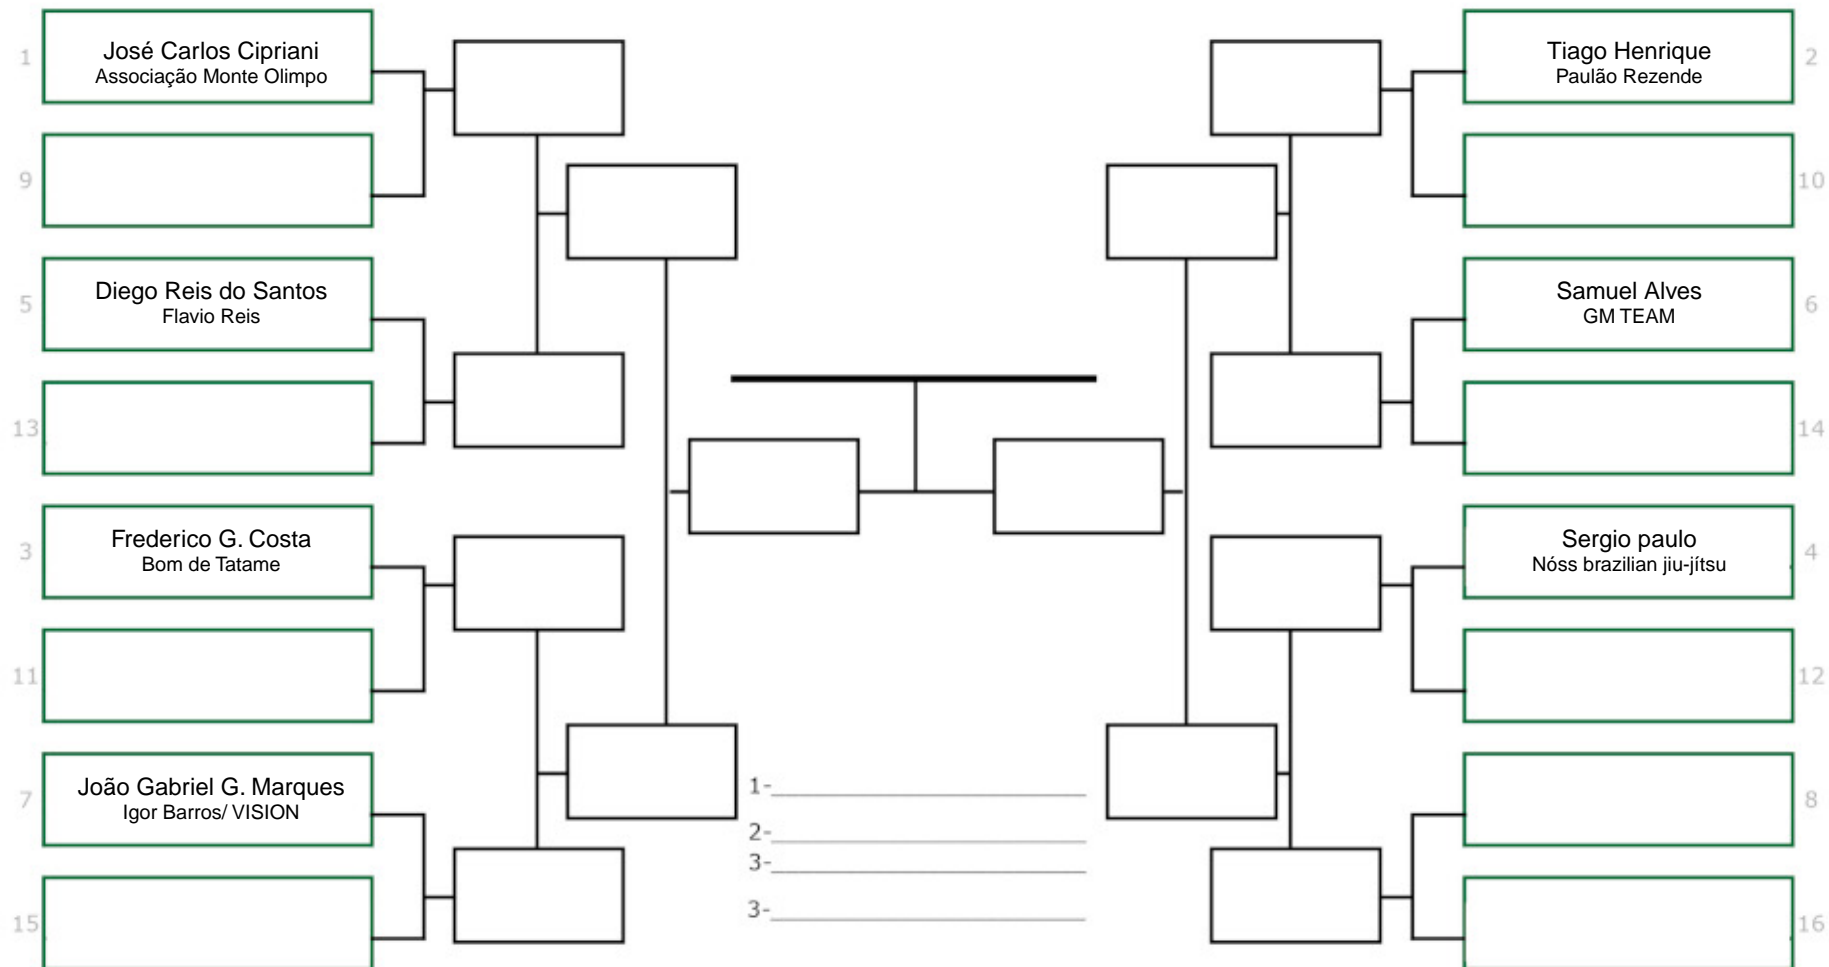 1
José Carlos Cipriani
Associação Monte Olimpo
9
5
Diego Reis do Santos
Flavio Reis
13
3
Frederico G. Costa
Bom de Tatame
11
7
João Gabriel G. Marques
Igor Barros/ VISION
15
1-
2-
3-
3-
Tiago Henrique
Paulão Rezende
2
10
Samuel Alves
GM TEAM
6
14
Sergio paulo
Nóss brazilian jiu-jítsu
4
12
8
16